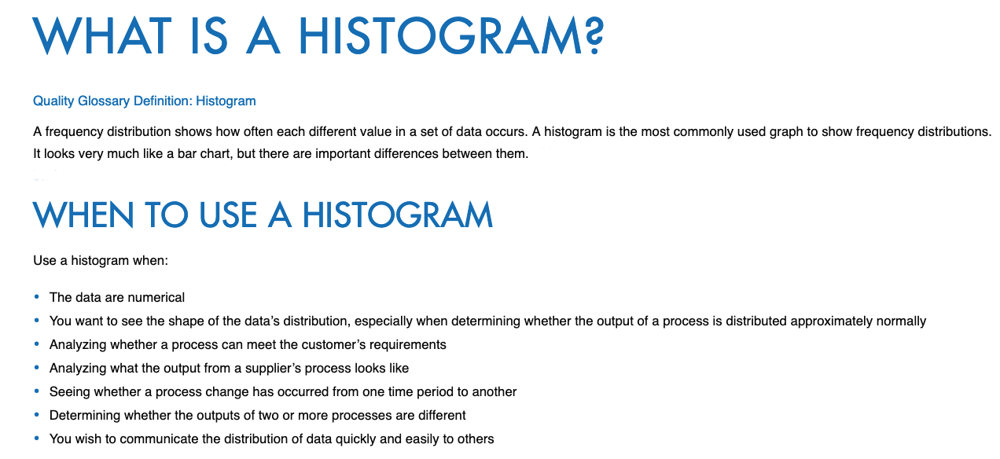 WHAT IS A HISTOGRAM?
Quality Glossary Definition: Histogram
A frequency distribution shows how often each different value in a set of data occurs. A histogram is the most commonly used graph to show frequency distributions.
It looks very much like a bar chart, but there are important differences between them.
WHEN TO USE A HISTOGRAM
Use a histogram when:
• The data are numerical
• You want to see the shape of the data’s distribution, especially when determining whether the output of a process is distributed approximately normally
• Analyzing whether a process can meet the customer’s requirements
• Analyzing what the output from a supplier’s process looks like
• Seeing whether a process change has occurred from one time period to another
• Determining whether the outputs of two or more processes are different
• You wish to communicate the distribution of data quickly and easily to others